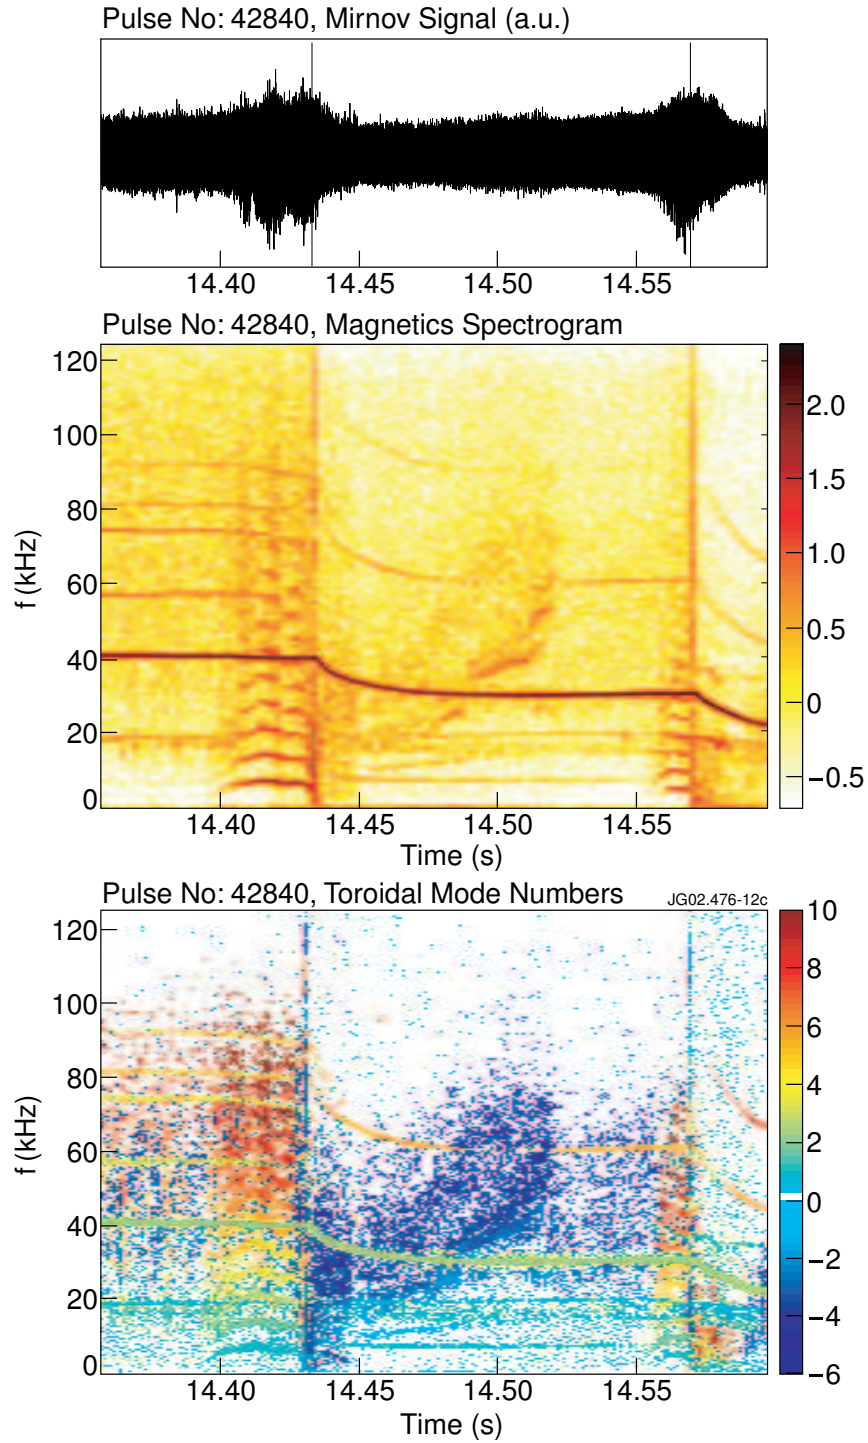 Pulse No: 42840, Mirnov Signal (a.u.)
14.40 14.45 14.50 14.55
Pulse No: 42840, Magnetics Spectrogram
120
100
80
60
40
20
0
f (kHz)
2.0
1.5
1.0
0.5
0
−0.5
14.40 14.45 14.50 14.55
Time (s)
Pulse No: 42840, Toroidal Mode Numbers JG02.476-12c
120
100
80
60
40
20
0
f (kHz)
10
8
6
4
2
0
−2
−4
−6
14.40 14.45 14.50 14.55
Time (s)